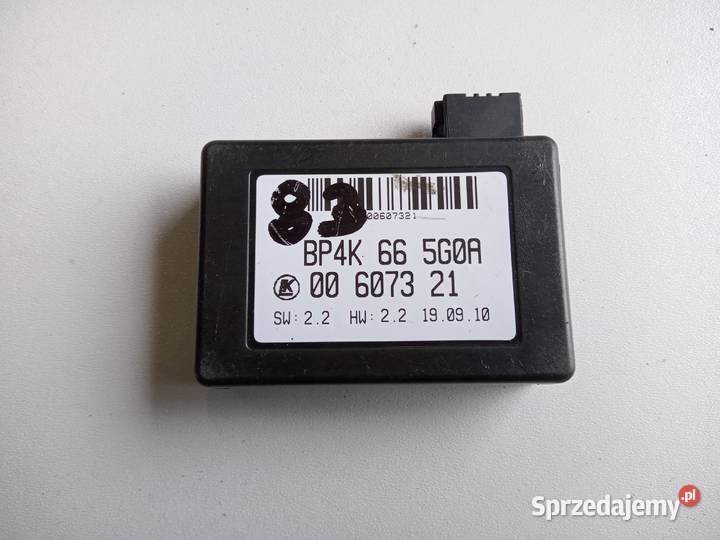 83
00607321
BP4K 66 5G0A
K 00 6073 21
SW: 2.2 HW: 2.2 19.09.10
Sprzedajemy.pl